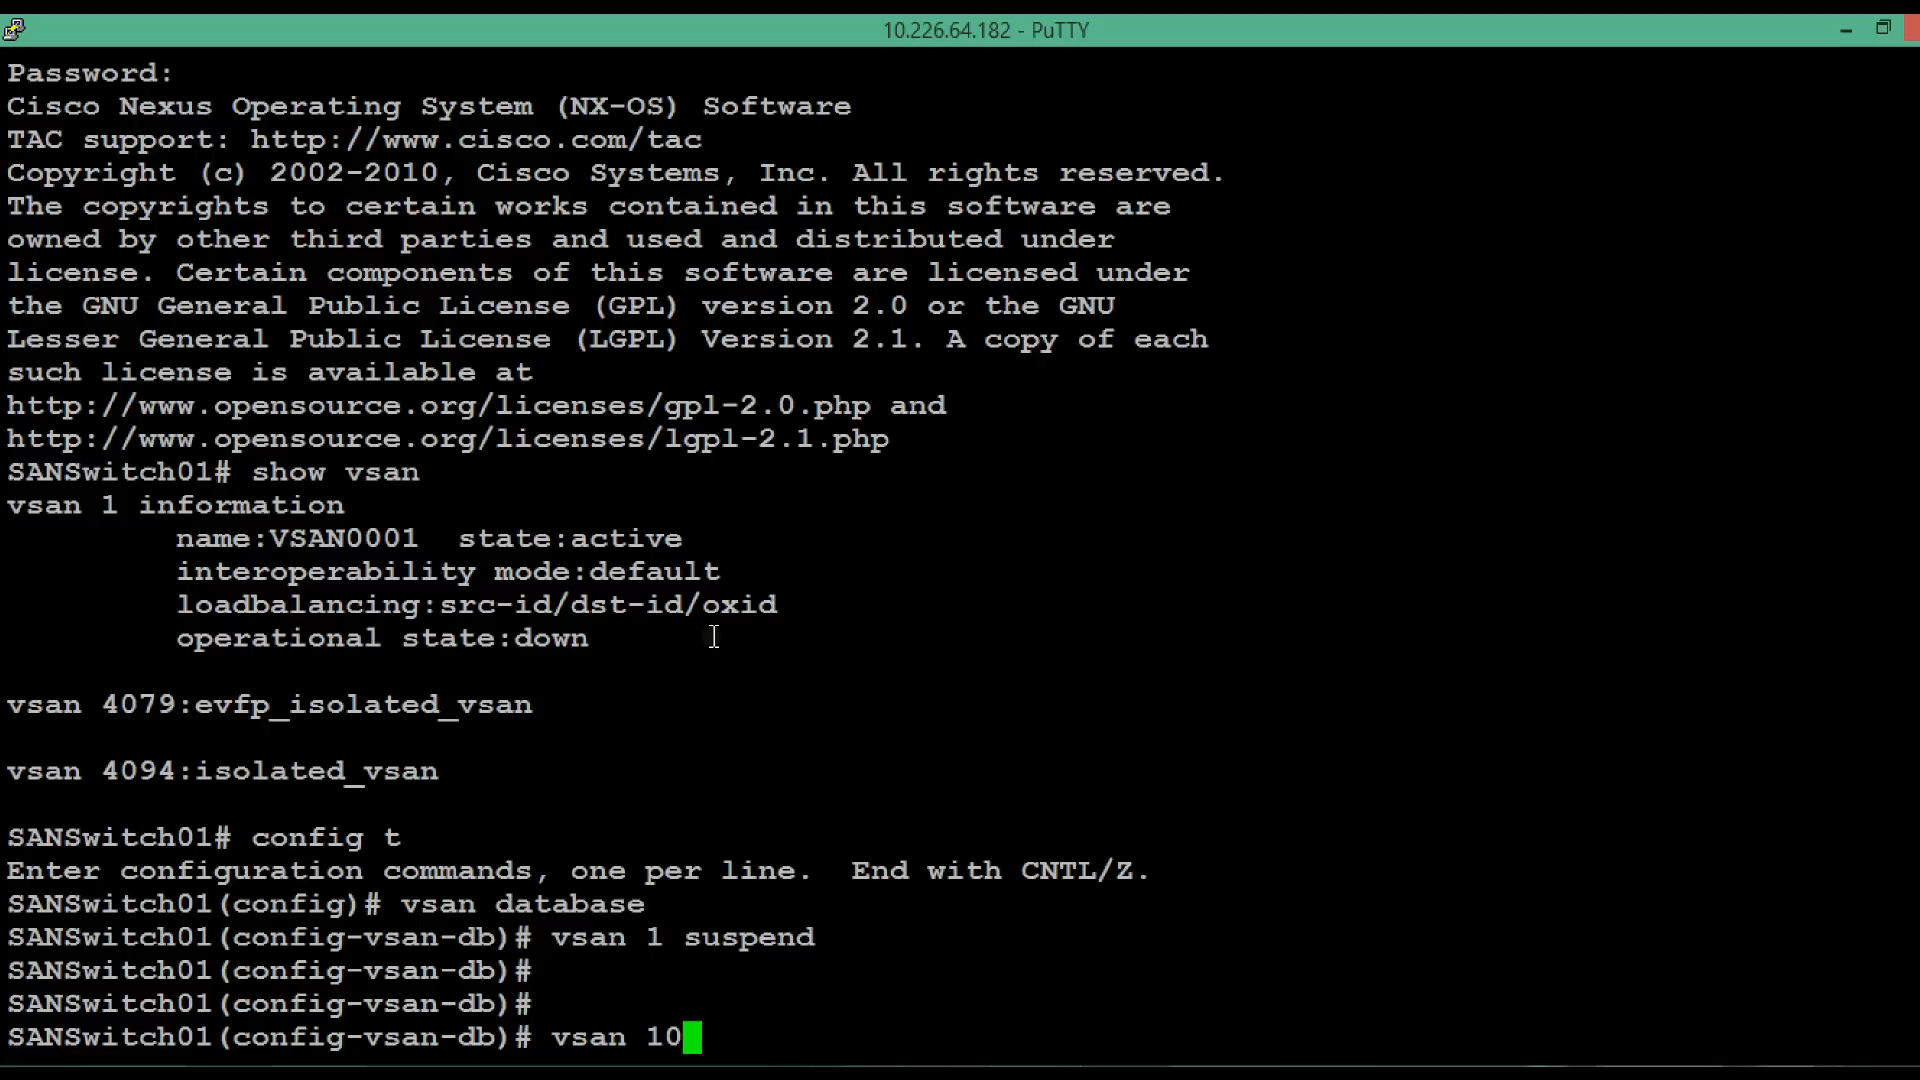 10.226.64.182 - PuTTY
Password:
Cisco Nexus Operating System (NX-OS) Software
TAC support: http://www.cisco.com/tac
Copyright (c) 2002-2010, Cisco Systems, Inc. All rights reserved.
The copyrights to certain works contained in this software are
owned by other third parties and used and distributed under
license. Certain components of this software are licensed under
the GNU General Public License (GPL) version 2.0 or the GNU
Lesser General Public License (LGPL) Version 2.1. A copy of each
such license is available at
http://www.opensource.org/licenses/gpl-2.0.php and
http://www.opensource.org/licenses/lgpl-2.1.php
SANSwitch01# show vsan
vsan 1 information
name:VSAN0001  state:active
interoperability mode:default
loadbalancing:src-id/dst-id/oxid
operational state:down
vsan 4079:evfp_isolated_vsan
vsan 4094:isolated_vsan
SANSwitch01# config t
Enter configuration commands, one per line.  End with CNTL/Z.
SANSwitch01(config)# vsan database
SANSwitch01(config-vsan-db)# vsan 1 suspend
SANSwitch01(config-vsan-db)#
SANSwitch01(config-vsan-db)#
SANSwitch01(config-vsan-db)# vsan 10